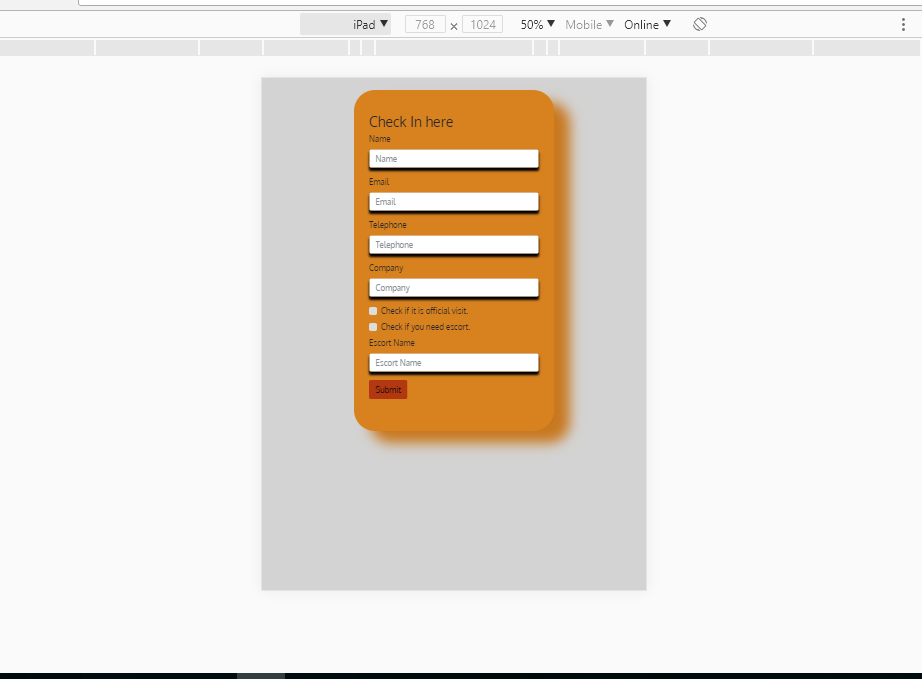 iPad 768 × 1024 50% Mobile Online
Check In here
Name
Name
Email
Email
Telephone
Telephone
Company
Company
Check if it is official visit.
Check if you need escort.
Escort Name
Escort Name
Submit